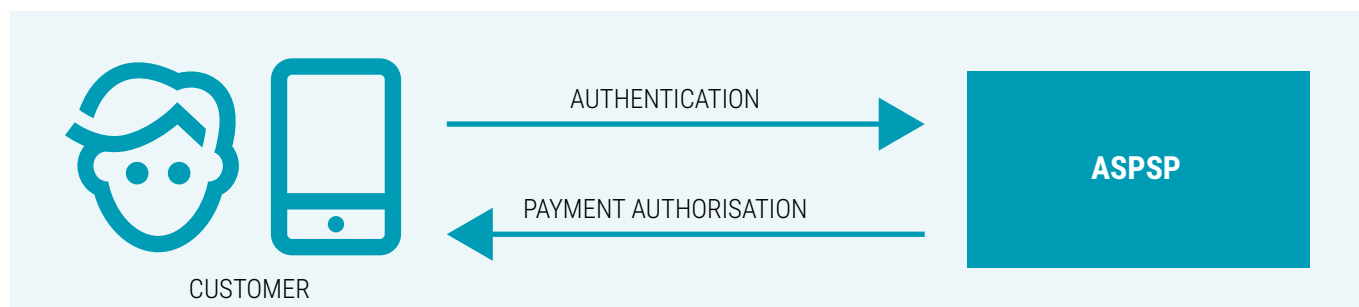 AUTHENTICATION
ASPSP
PAYMENT AUTHORISATION
CUSTOMER